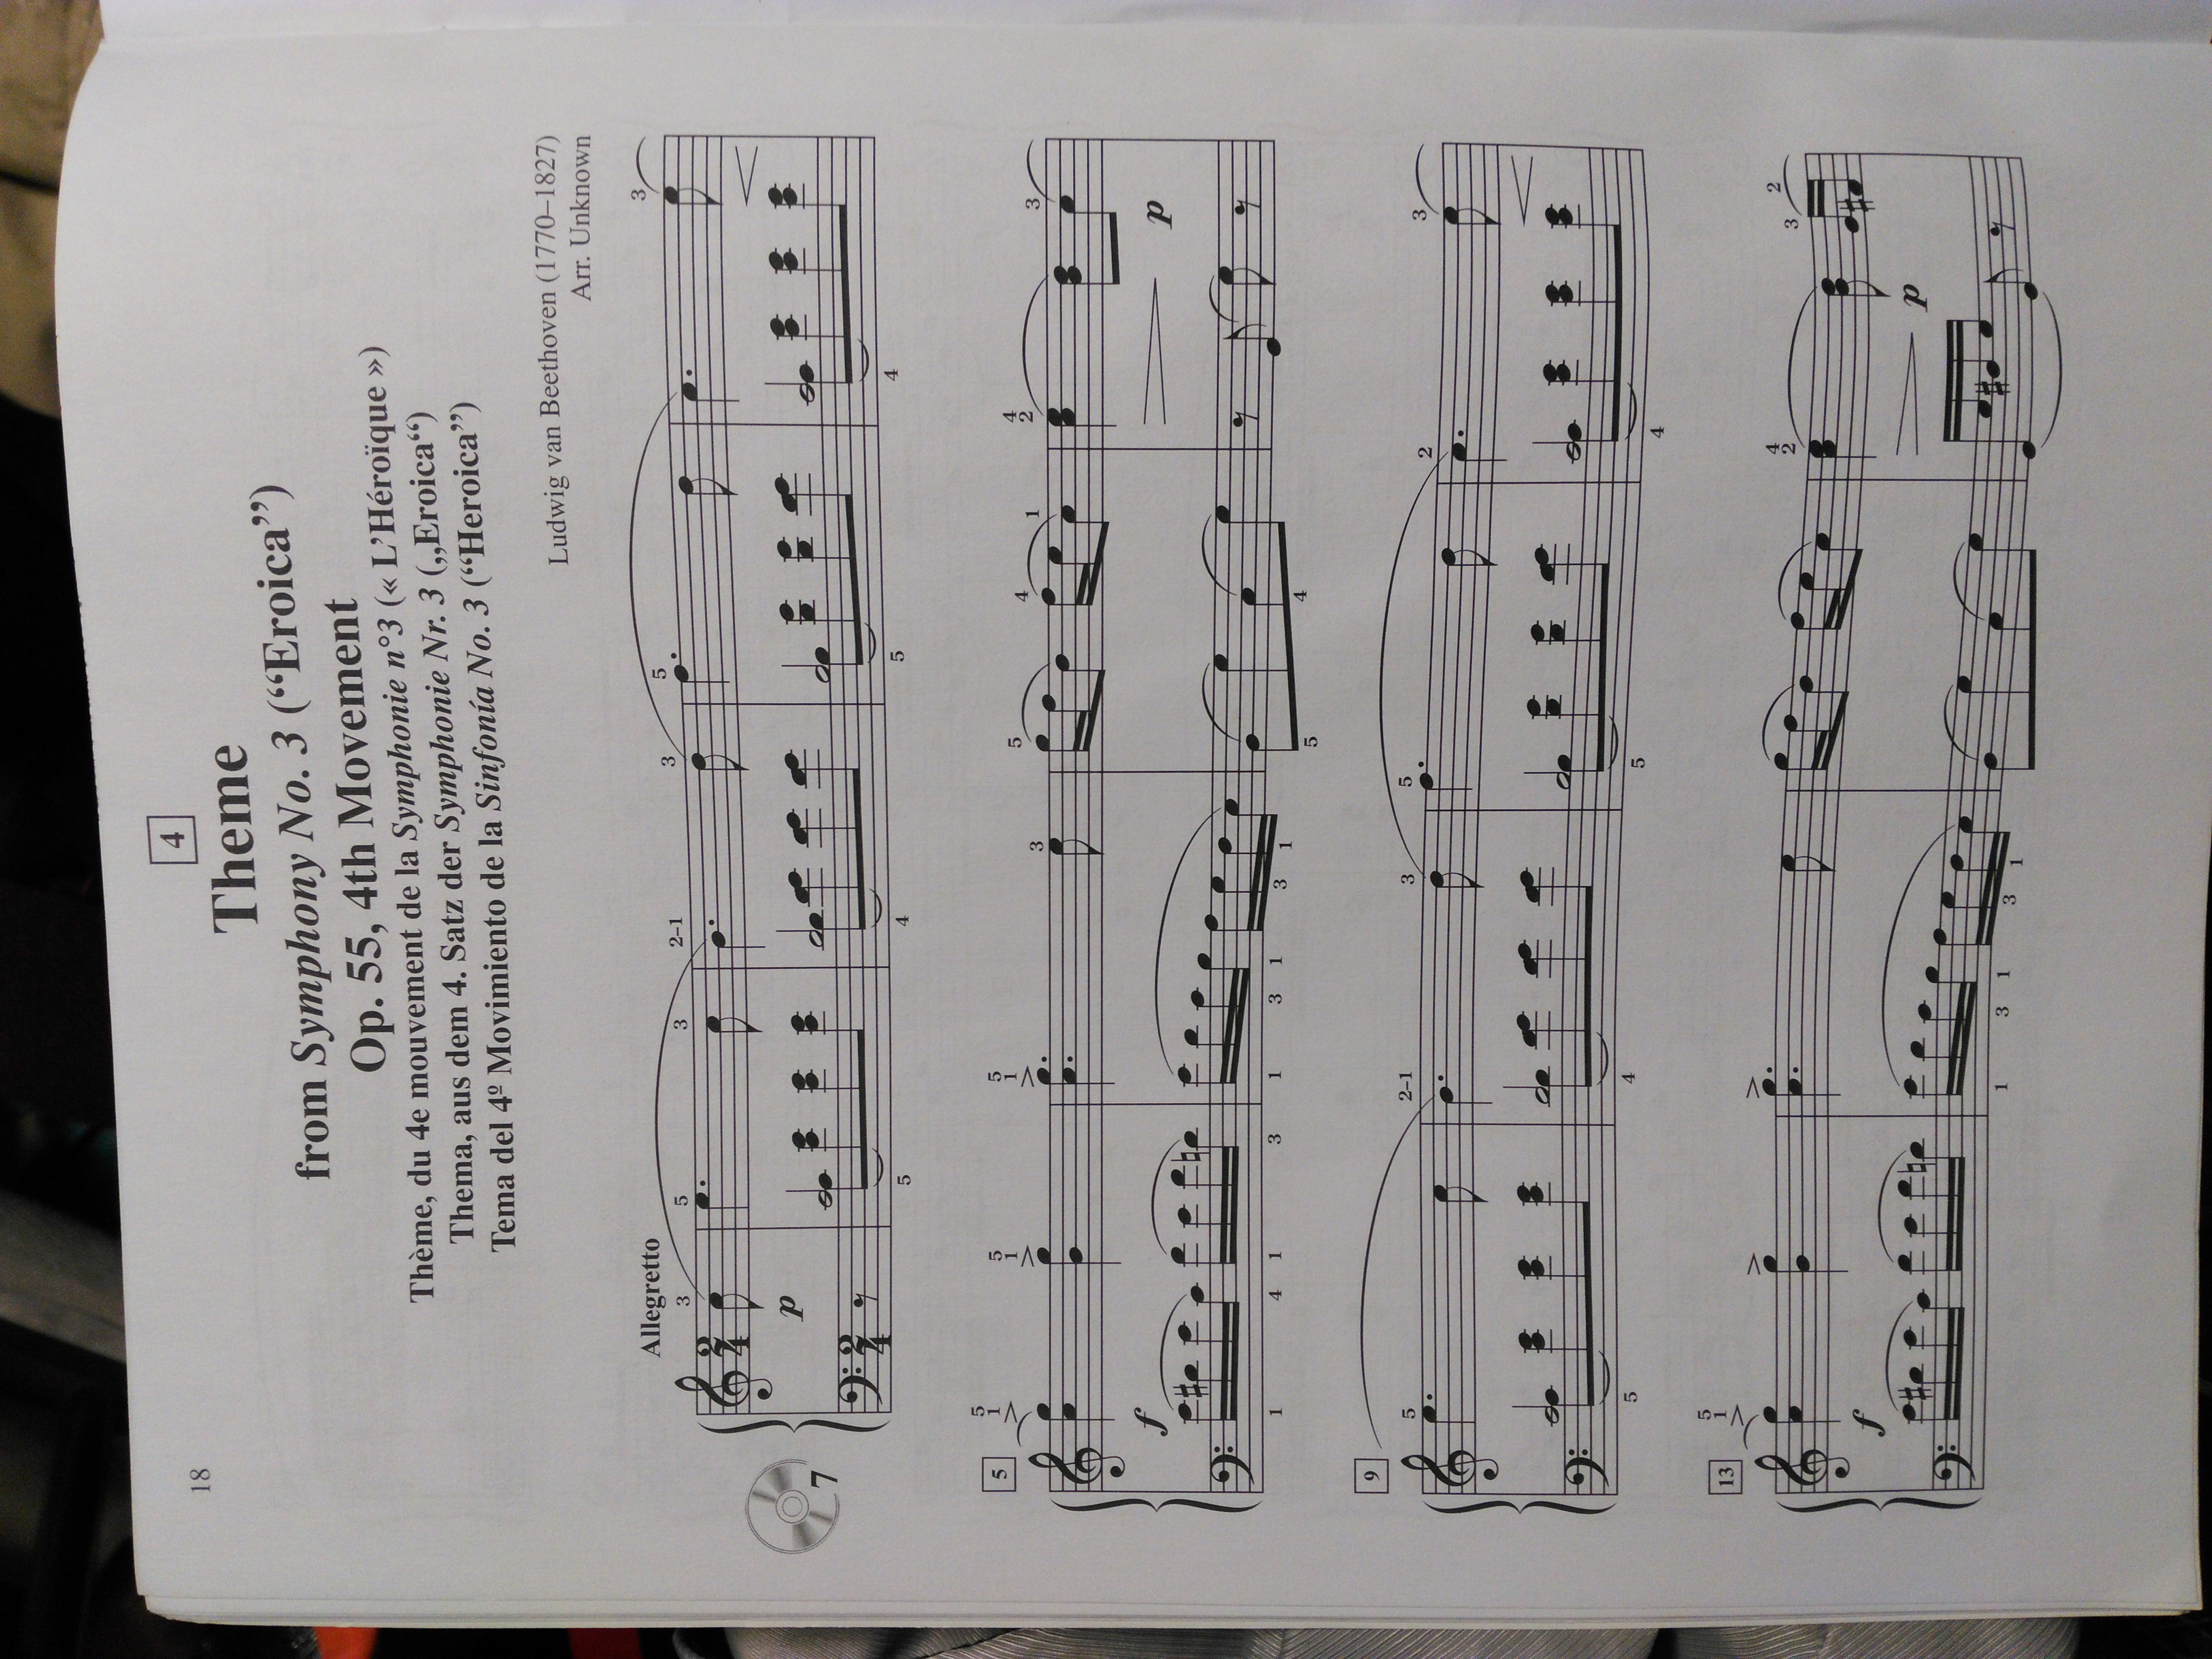 18
4
Theme
from Symphony No. 3 (“Eroica”)
Op. 55, 4th Movement
Thème, du 4e mouvement de la Symphonie n°3 (« L’Héroïque »)
Thema, aus dem 4. Satz der Symphonie Nr. 3 („Eroica“)
Tema del 4º Movimiento de la Sinfonía No. 3 (“Heroica”)
Ludwig van Beethoven (1770–1827)
Arr. Unknown
Allegretto
7
3 5 3 2-1 3 5 3
2 4
p
2 4
5 4 5 4
5
5 1 5 1 5 1 3 5 4 1 4 2 3
f p
1 4 1 3 1 3 1 3 1 5 4
9
5 2-1 3 5 2 3
5 4 5 4
13
5 1 4 2 3 2
f p
1 3 1 3 1